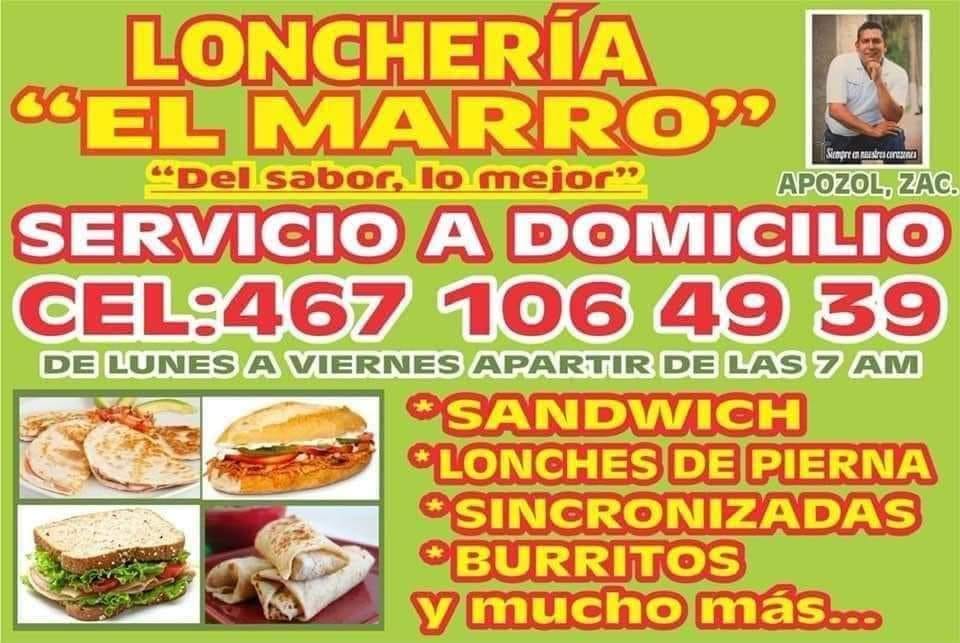 LONCHERÍA
“EL MARRO”
“Del sabor, lo mejor”
Siempre en nuestros corazones
APOZOL, ZAC.
SERVICIO A DOMICILIO
CEL:467 106 49 39
DE LUNES A VIERNES APARTIR DE LAS 7 AM
*SANDWICH
*LONCHES DE PIERNA
*SINCRONIZADAS
*BURRITOS
y mucho más...